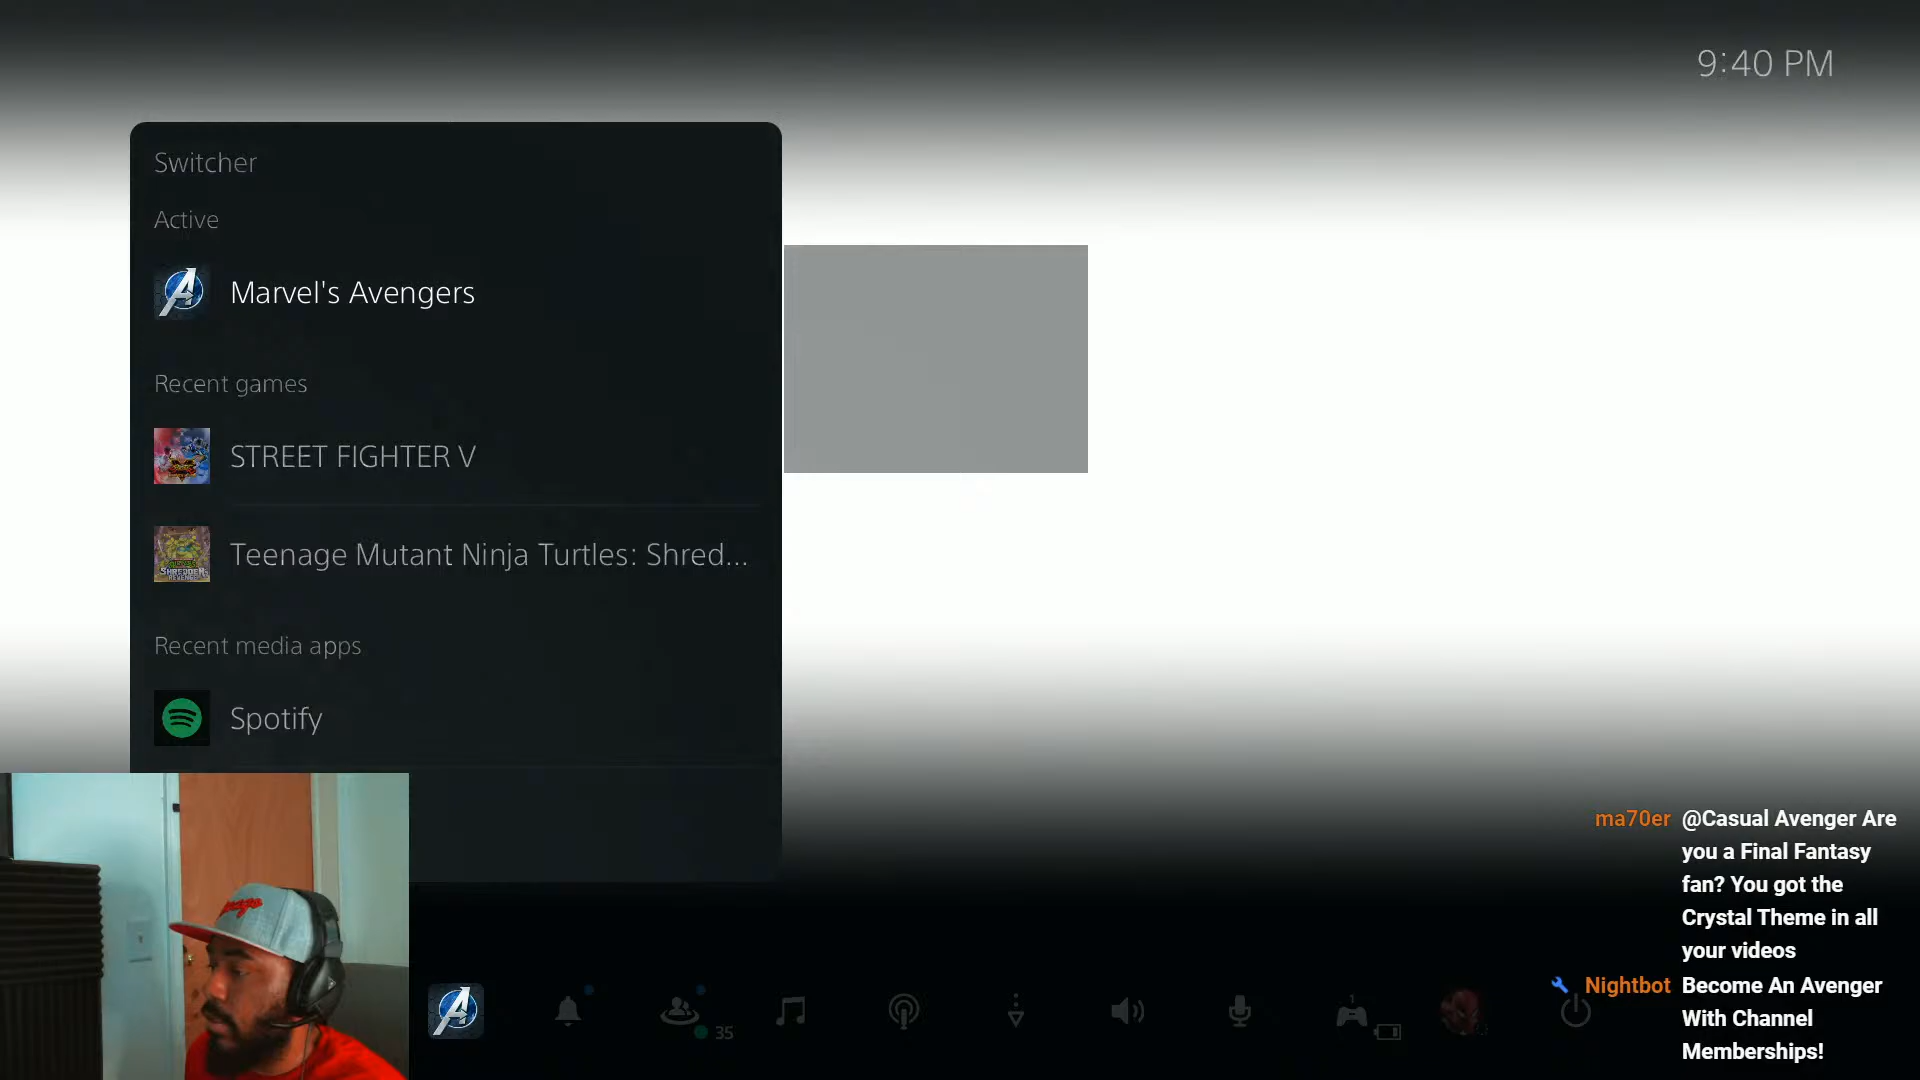 9:40 PM
Switcher
Active
Marvel's Avengers
Recent games
STREET FIGHTER V
Teenage Mutant Ninja Turtles: Shred...
Recent media apps
Spotify
35
1
ma70er @Casual Avenger Are
you a Final Fantasy
fan? You got the
Crystal Theme in all
your videos
Nightbot Become An Avenger
With Channel
Memberships!